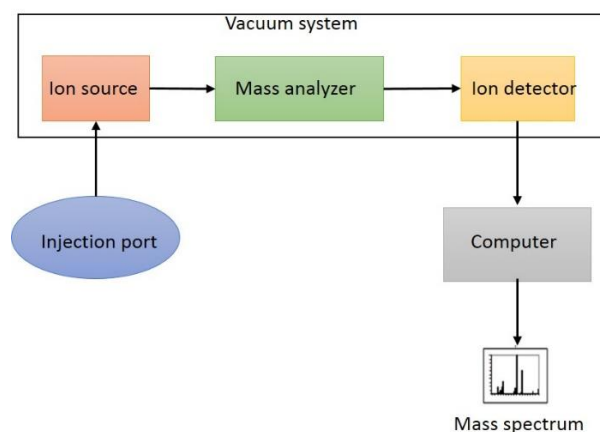 Vacuum system
Ion source
Mass analyzer
Ion detector
Injection port
Computer
Mass spectrum